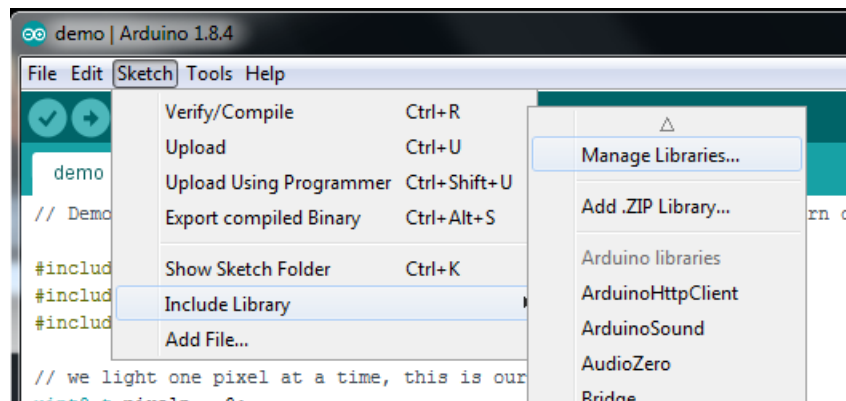 demo | Arduino 1.8.4
File Edit Sketch Tools Help
Verify/Compile Ctrl+R
Upload Ctrl+U
Upload Using Programmer Ctrl+Shift+U
Export compiled Binary Ctrl+Alt+S
Show Sketch Folder Ctrl+K
Include Library
Add File...
Manage Libraries...
Add .ZIP Library...
Arduino libraries
ArduinoHttpClient
ArduinoSound
AudioZero
Bridge
demo
// Demo
#includ
#includ
#includ
// we light one pixel at a time, this is our